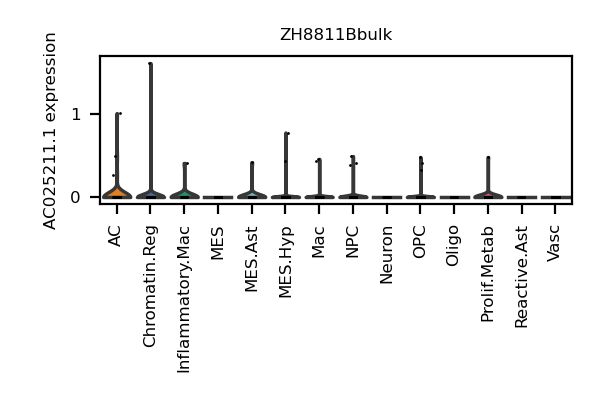 ZH8811Bbulk
AC025211.1 expression
1
0
AC
Chromatin.Reg
Inflammatory.Mac
MES
MES.Ast
MES.Hyp
Mac
NPC
Neuron
OPC
Oligo
Prolif.Metab
Reactive.Ast
Vasc